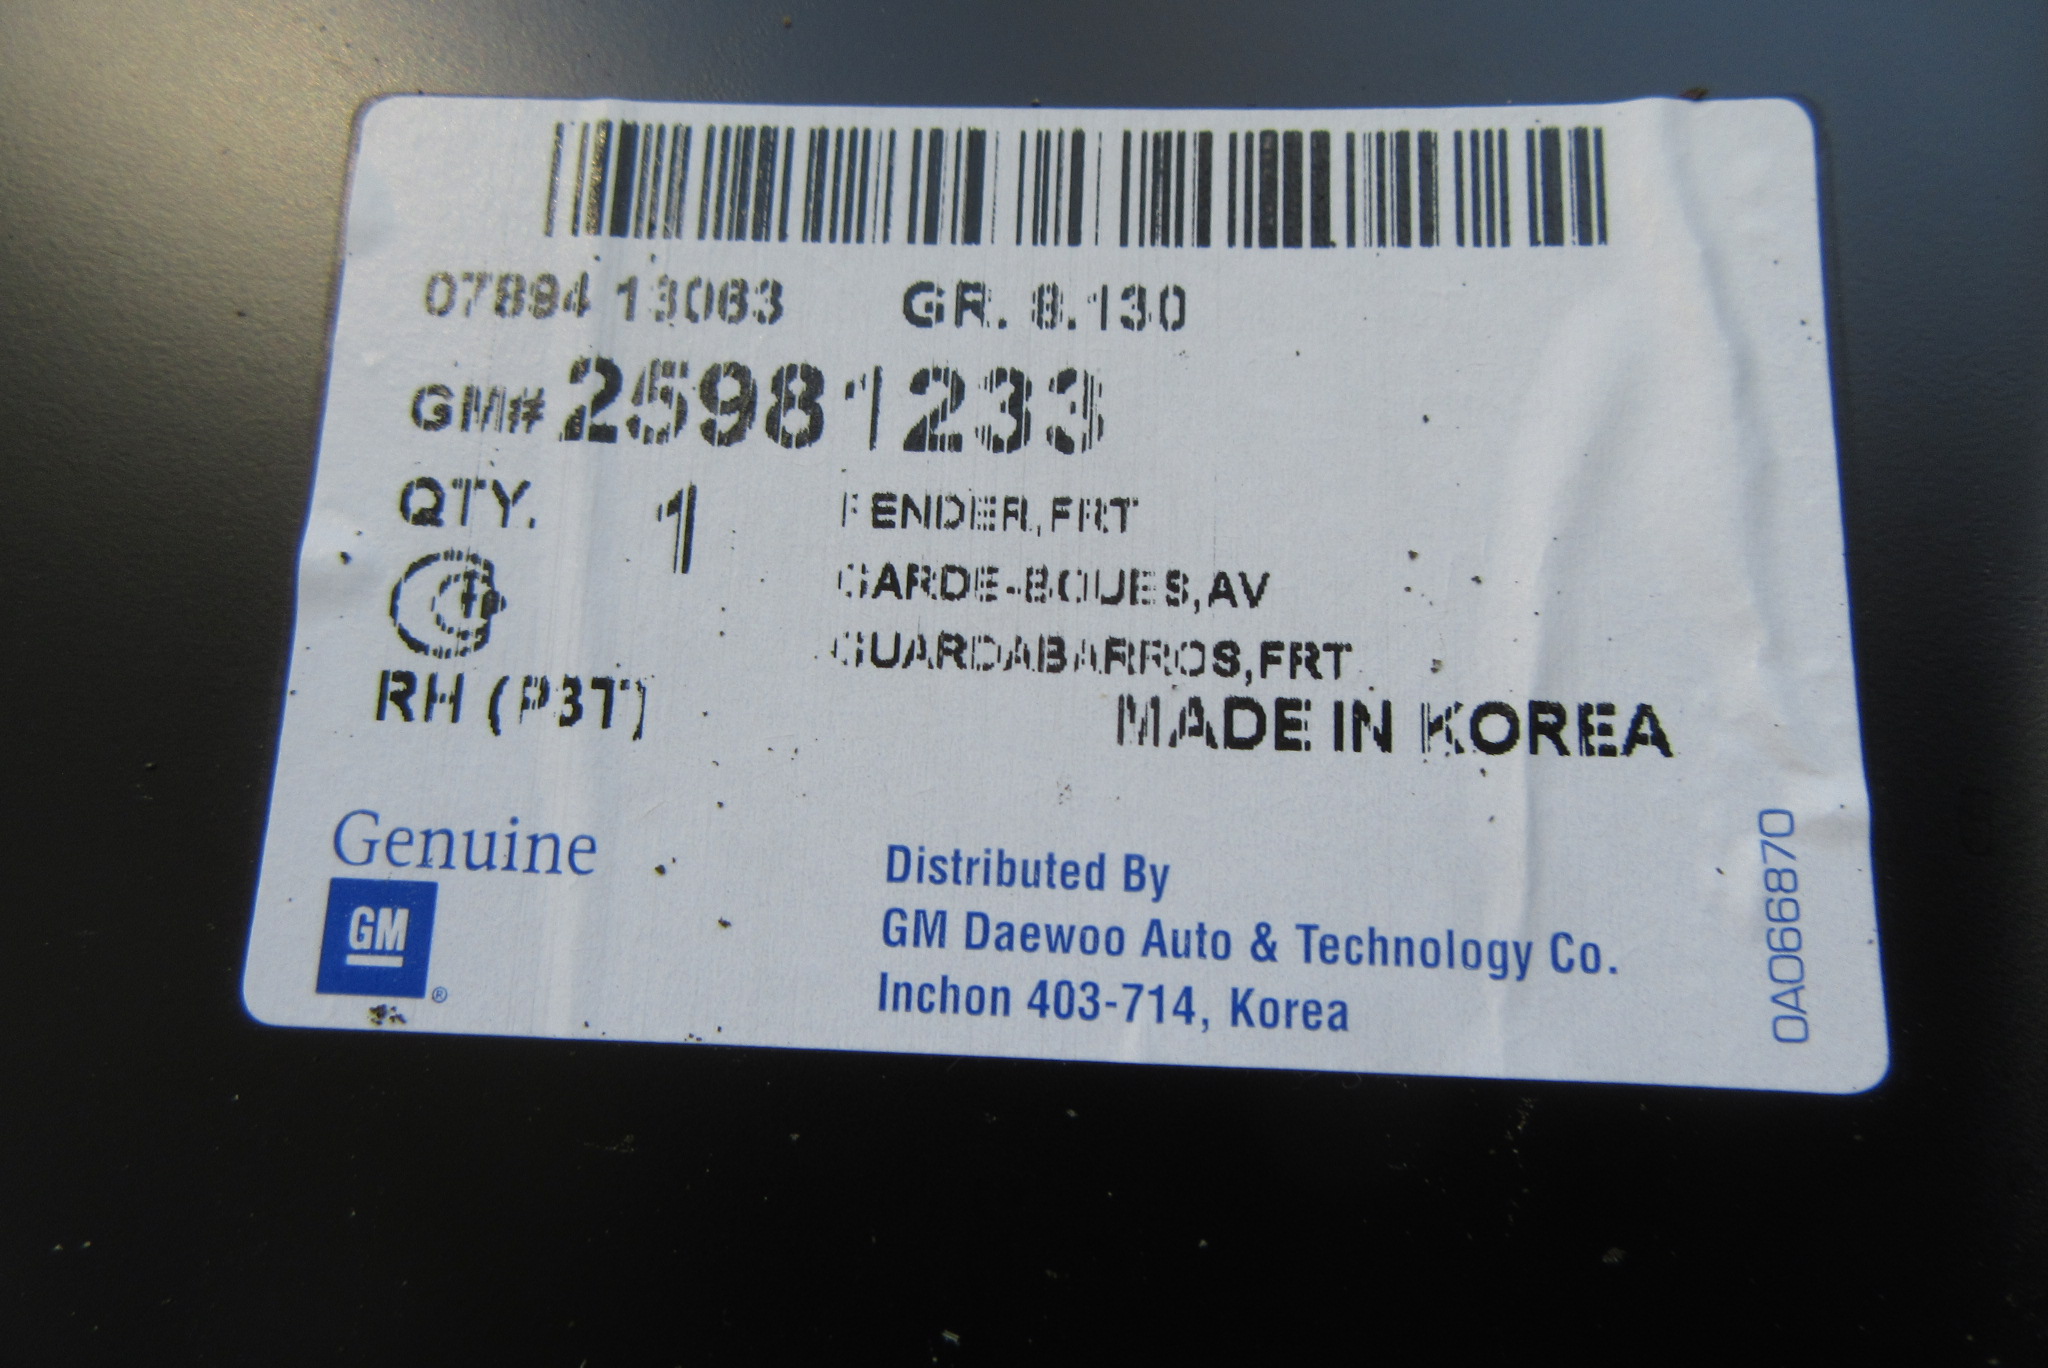 07894 13063 GR. 8.130
GM# 25981233
QTY. 1 FENDER, FRT
GARDE-BOUES, AV
GUARDABARROS, FRT
RH (P3T)
MADE IN KOREA
Genuine
GM ®
Distributed By
GM Daewoo Auto & Technology Co.
Inchon 403-714, Korea
0A066870